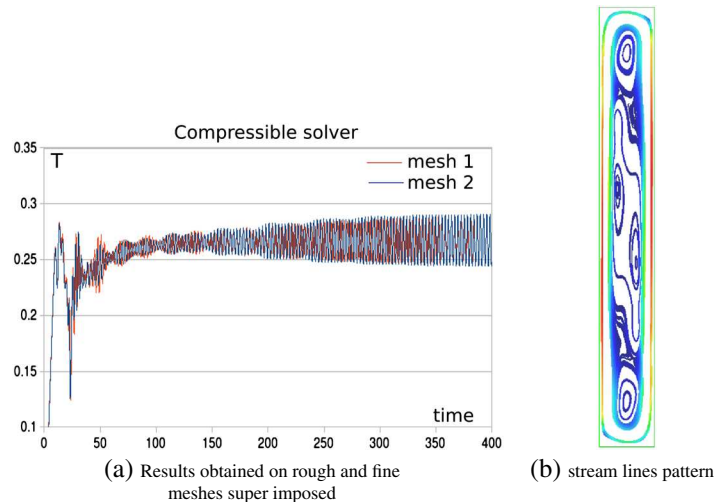 Compressible solver
T
mesh 1
mesh 2
0.35
0.3
0.25
0.2
0.15
0.1
time
0 50 100 150 200 250 300 350 400
(a) Results obtained on rough and fine
meshes super imposed
(b) stream lines pattern